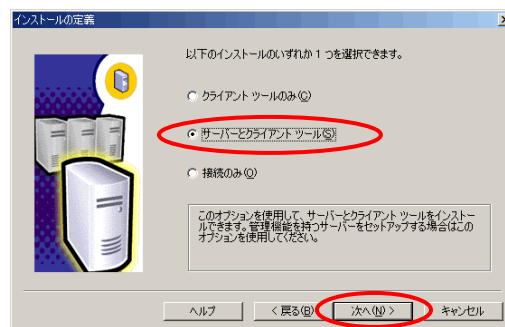 インストールの定義
以下のインストールのいずれか 1 つを選択できます。
クライアント ツールのみ(C)
サーバーとクライアント ツール(S)
接続のみ(O)
このオプションを使用して、サーバーとクライアント ツールをインストー
ルできます。管理機能を持つサーバーをセットアップする場合はこの
オプションを使用してください。
ヘルプ
< 戻る(B)
次へ(N) >
キャンセル